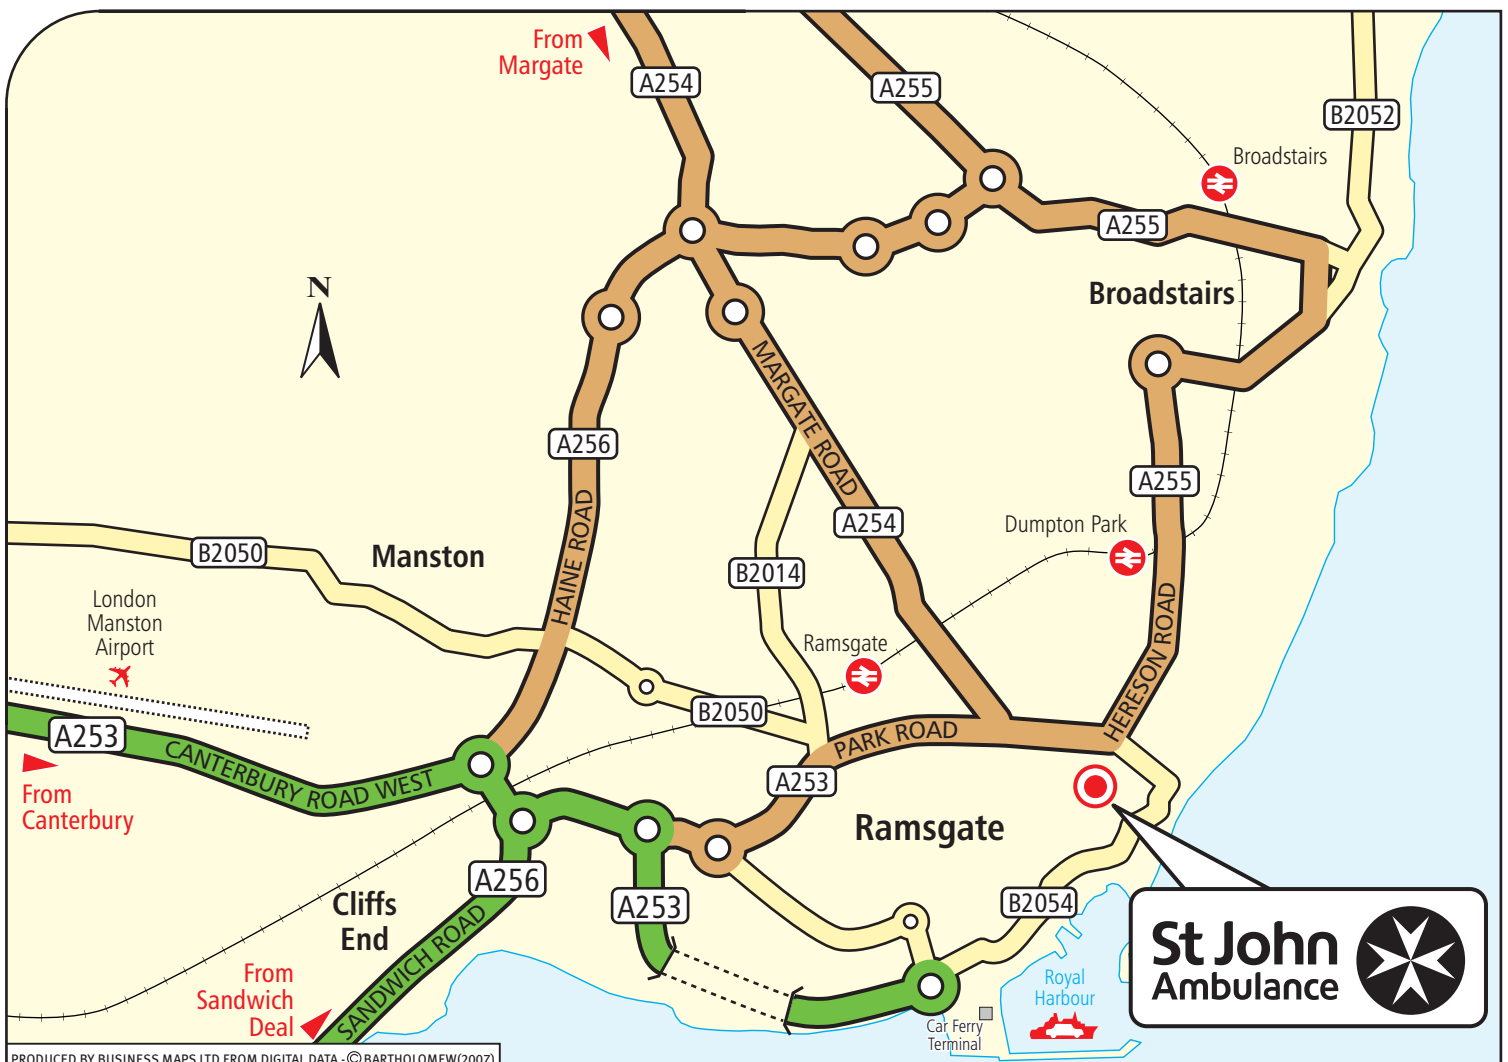 From
Margate
A254
A255
B2052
Broadstairs
A255
Broadstairs
N
MARGATE ROAD
A256
A255
A254
Dumpton Park
HAINE ROAD
B2050
Manston
B2014
London
Manston
Airport
Ramsgate
HERESON ROAD
B2050
A253
PARK ROAD
CANTERBURY ROAD WEST
A253
From
Canterbury
Ramsgate
A256
A253
B2054
Cliffs
End
SANDWICH ROAD
From
Sandwich
Deal
St John
Ambulance
Royal
Harbour
Car Ferry
Terminal
PRODUCED BY BUSINESS MAPS LTD FROM DIGITAL DATA - © BARTHOLOMEW(2007)